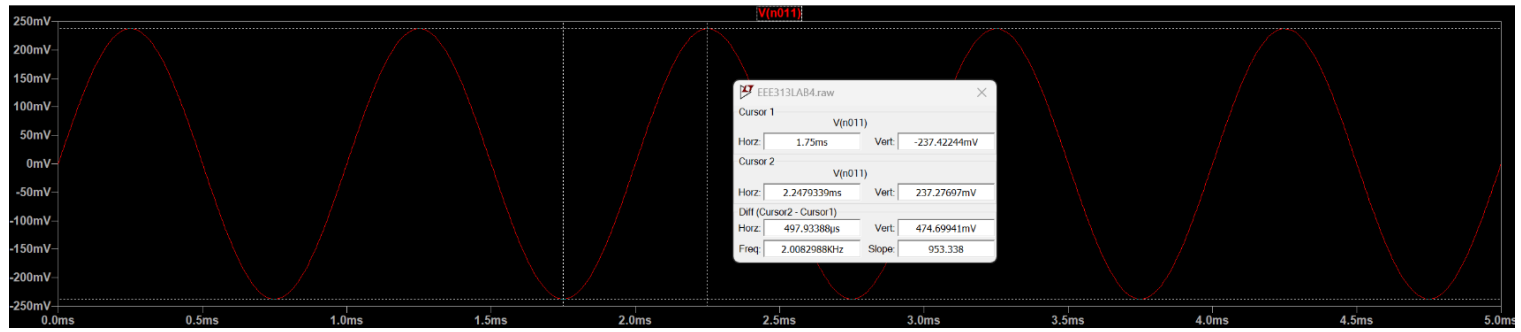 V(n011)
250mV
200mV
150mV
100mV
50mV
0mV
-50mV
-100mV
-150mV
-200mV
-250mV
0.0ms 0.5ms 1.0ms 1.5ms 2.0ms 2.5ms 3.0ms 3.5ms 4.0ms 4.5ms 5.0ms
EEE313LAB4.raw
Cursor 1
V(n011)
Horz: 1.75ms Vert: -237.42244mV
Cursor 2
V(n011)
Horz: 2.2479339ms Vert: 237.27697mV
Diff (Cursor2 - Cursor1)
Horz: 497.93388µs Vert: 474.69941mV
Freq: 2.0082988KHz Slope: 953.338